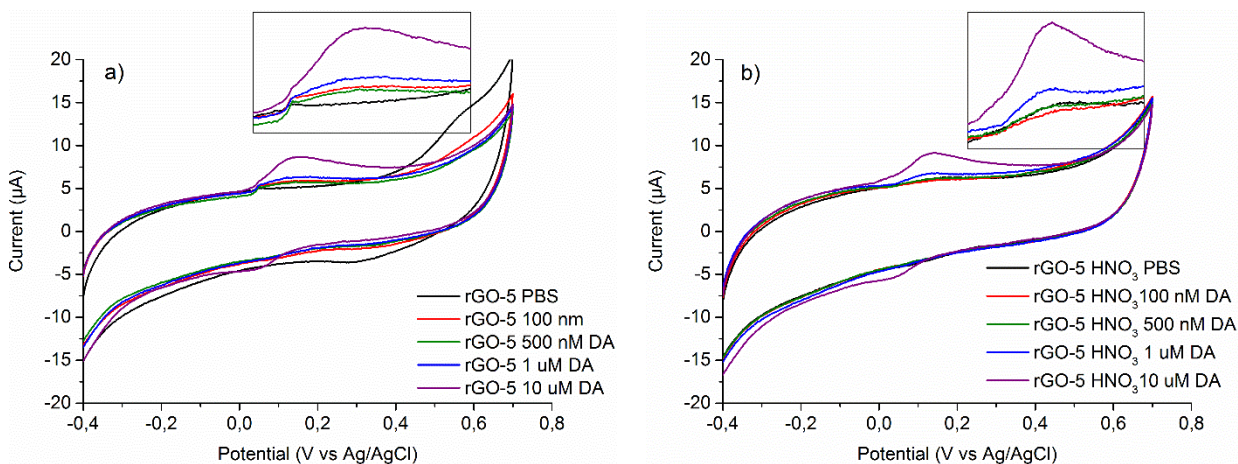 a)
20
15
10
5
0
-5
-10
-15
-20
Current (µA)
-0,4 -0,2 0,0 0,2 0,4 0,6 0,8
Potential (V vs Ag/AgCl)
rGO-5 PBS
rGO-5 100 nm
rGO-5 500 nM DA
rGO-5 1 uM DA
rGO-5 10 uM DA
b)
20
15
10
5
0
-5
-10
-15
-20
Current (µA)
-0,4 -0,2 0,0 0,2 0,4 0,6 0,8
Potential (V vs Ag/AgCl)
rGO-5 HNO₃ PBS
rGO-5 HNO₃ 100 nM DA
rGO-5 HNO₃ 500 nM DA
rGO-5 HNO₃ 1 uM DA
rGO-5 HNO₃ 10 uM DA